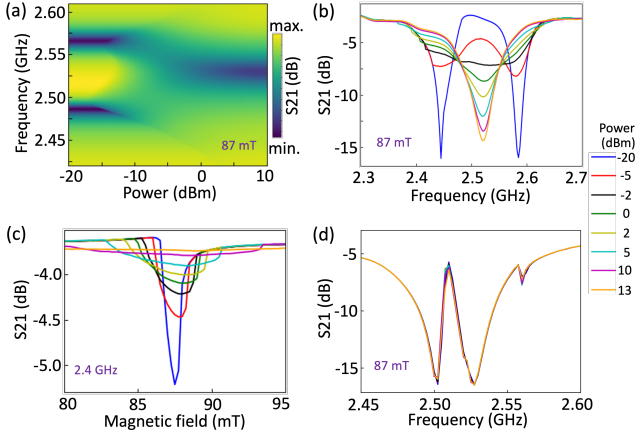 (a)
2.60
2.55
2.50
2.45
Frequency (GHz)
-20
-10
0
10
Power (dBm)
87 mT
max.
min.
S21 (dB)
(b)
-5
-10
-15
S21 (dB)
2.3
2.4
2.5
2.6
2.7
Frequency (GHz)
87 mT
Power
(dBm)
-20
-5
-2
0
2
5
10
13
(c)
-4.0
-4.5
-5.0
S21 (dB)
2.4 GHz
80
85
90
95
Magnetic field (mT)
(d)
-5
-10
-15
S21 (dB)
87 mT
2.45
2.50
2.55
2.60
Frequency (GHz)